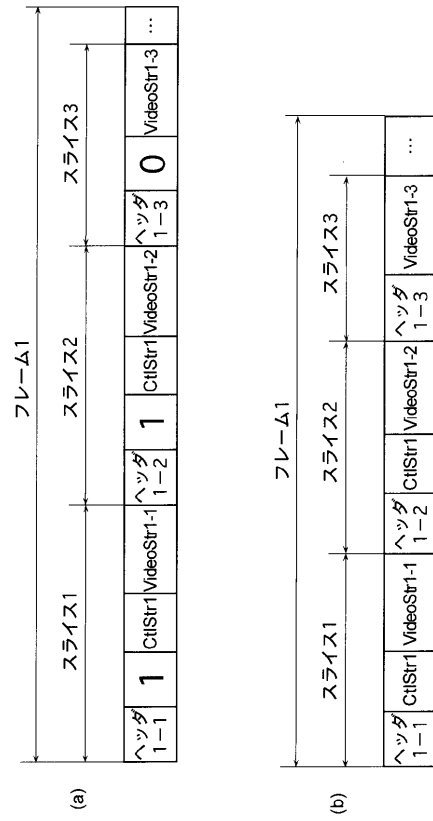 (a)
フレーム1
スライス1
スライス2
スライス3
ヘッダ
1－1
1
CtlStr1
VideoStr1-1
ヘッダ
1－2
1
CtlStr1
VideoStr1-2
ヘッダ
1－3
0
VideoStr1-3
…
(b)
フレーム1
スライス1
スライス2
スライス3
ヘッダ
1－1
CtlStr1
VideoStr1-1
ヘッダ
1－2
CtlStr1
VideoStr1-2
ヘッダ
1－3
VideoStr1-3
…